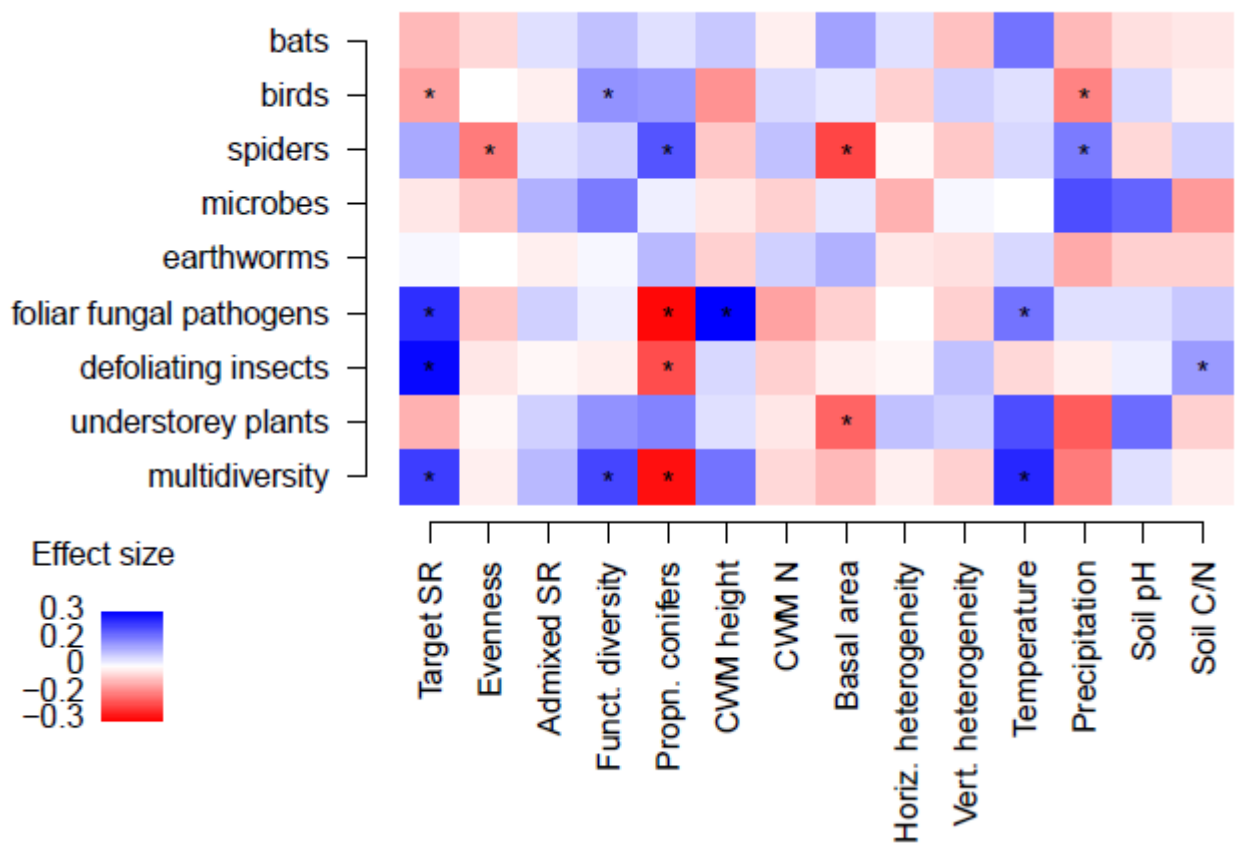 bats
birds * * *
spiders * * * *
microbes
earthworms
foliar fungal pathogens * * * *
defoliating insects * * *
understorey plants *
multidiversity * * * *
Effect size
0.3
0.2
0
−0.2
−0.3
Target SR
Evenness
Admixed SR
Funct. diversity
Propn. conifers
CWM height
CWM N
Basal area
Horiz. heterogeneity
Vert. heterogeneity
Temperature
Precipitation
Soil pH
Soil C/N